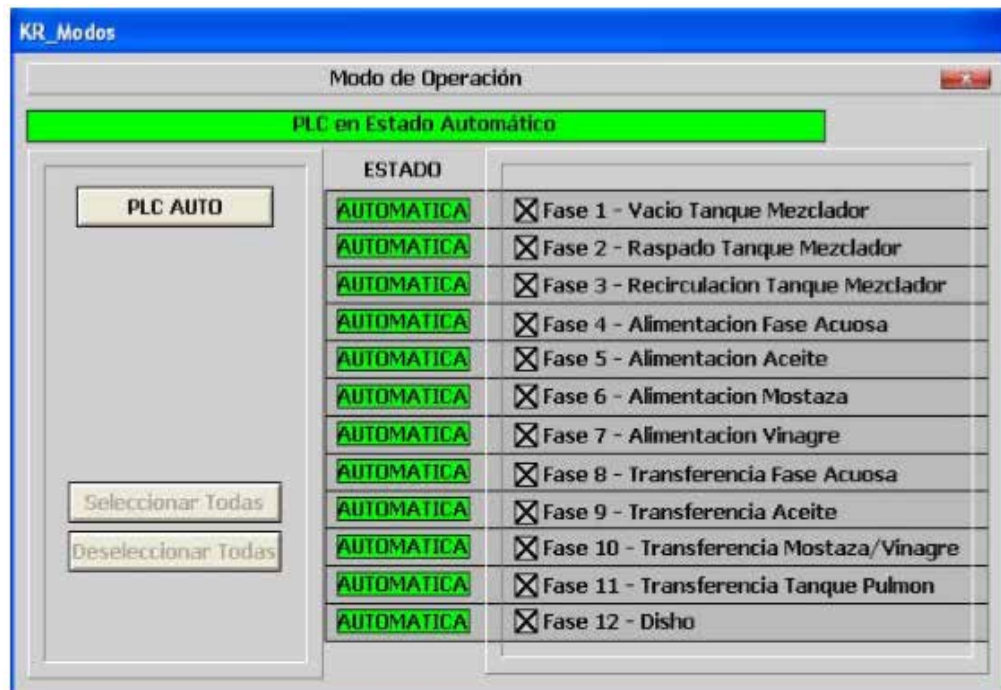 KR_Modos
Modo de Operación
PLC en Estado Automático
ESTADO
PLC AUTO
AUTOMATICA Fase 1 - Vacio Tanque Mezclador
AUTOMATICA Fase 2 - Raspado Tanque Mezclador
AUTOMATICA Fase 3 - Recirculacion Tanque Mezclador
AUTOMATICA Fase 4 - Alimentacion Fase Acuosa
AUTOMATICA Fase 5 - Alimentacion Aceite
AUTOMATICA Fase 6 - Alimentacion Mostaza
AUTOMATICA Fase 7 - Alimentacion Vinagre
AUTOMATICA Fase 8 - Transferencia Fase Acuosa
AUTOMATICA Fase 9 - Transferencia Aceite
AUTOMATICA Fase 10 - Transferencia Mostaza/Vinagre
AUTOMATICA Fase 11 - Transferencia Tanque Pulmon
AUTOMATICA Fase 12 - Disho
Seleccionar Todas
Deseleccionar Todas